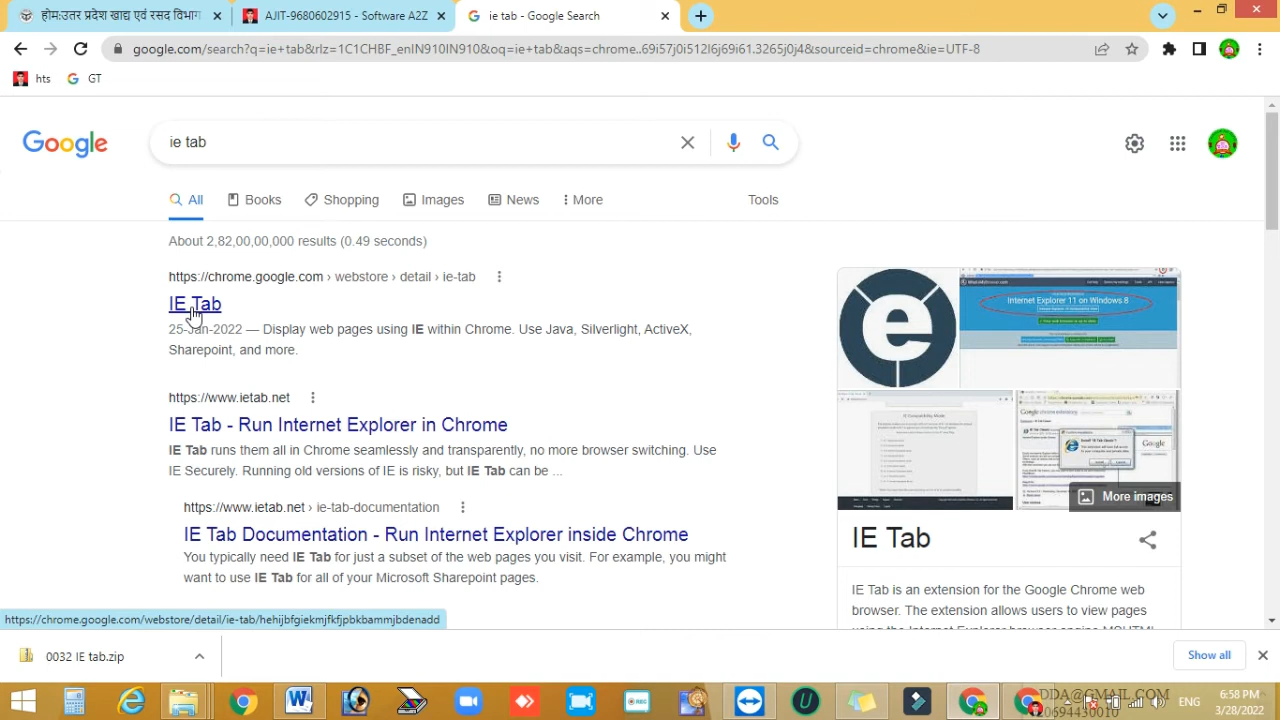 होम:उत्तर प्रदेश खाद्य एवं रसद विभाग
AJIT-9680602915 - Software A2Z
ie tab - Google Search
google.com/search?q=ie+tab&rlz=1C1CHBF_enIN910IN910&oq=ie+tab&aqs=chrome..69i57j0i512l6j69i61.3265j0j4&sourceid=chrome&ie=UTF-8
hts
GT
Google
ie tab
All
Books
Shopping
Images
News
More
Tools
About 2,82,00,00,000 results (0.49 seconds)
https://chrome.google.com › webstore › detail › ie-tab
IE Tab
25-Jan-2022 — Display web pages using IE within Chrome. Use Java, Silverlight, ActiveX,
Sharepoint, and more.
https://www.ietab.net
IE Tab - Run Internet Explorer in Chrome
IE Tab runs them all in Chrome seamlessly and transparently, no more browser switching. Use
IE Securely. Running old versions of IE is risky, but IE Tab can be ...
https://www.ietab.net › ie-tab-documentation
IE Tab Documentation - Run Internet Explorer inside Chrome
You typically need IE Tab for just a subset of the web pages you visit. For example, you might
want to use IE Tab for all of your Microsoft Sharepoint pages.
Internet Explorer 11 on Windows 8
More images
IE Tab
IE Tab is an extension for the Google Chrome web
browser. The extension allows users to view pages
using the Internet Explorer browser engine MSHTML
https://chrome.google.com/webstore/detail/ie-tab/hehijbfgiekmjfkfjpbkbammjbdenadd
0032 IE tab.zip
Show all
REC
DDA@GMAIL.COM
ENG
6:58 PM
3/28/2022